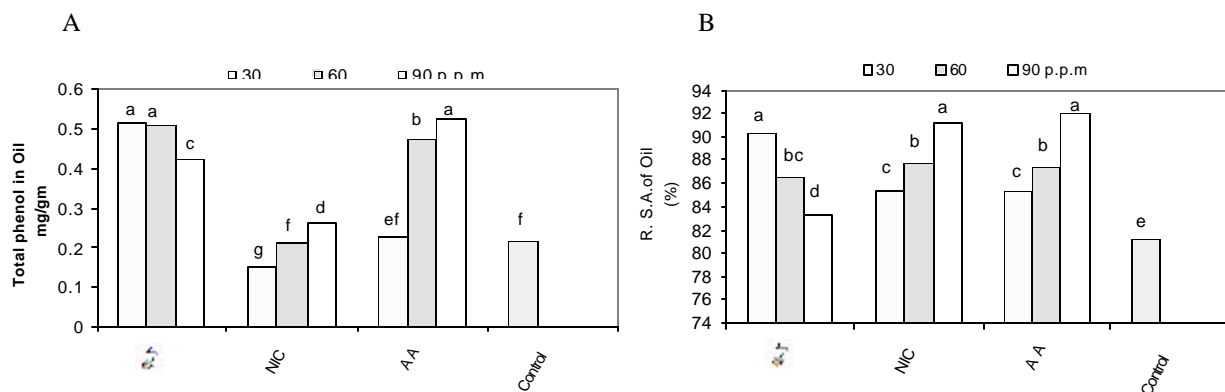 A
B
30 60 90 p.p.m
30 60 90 p.p.m
Total phenol in Oil
mg/gm
0.6
0.5
0.4
0.3
0.2
0.1
0
a a c
g f d
ef b a
f
NIC
A A
Control
R. S.A.of Oil
(%)
94
92
90
88
86
84
82
80
78
76
74
a bc d
c b a
c b a
e
NIC
A A
Control